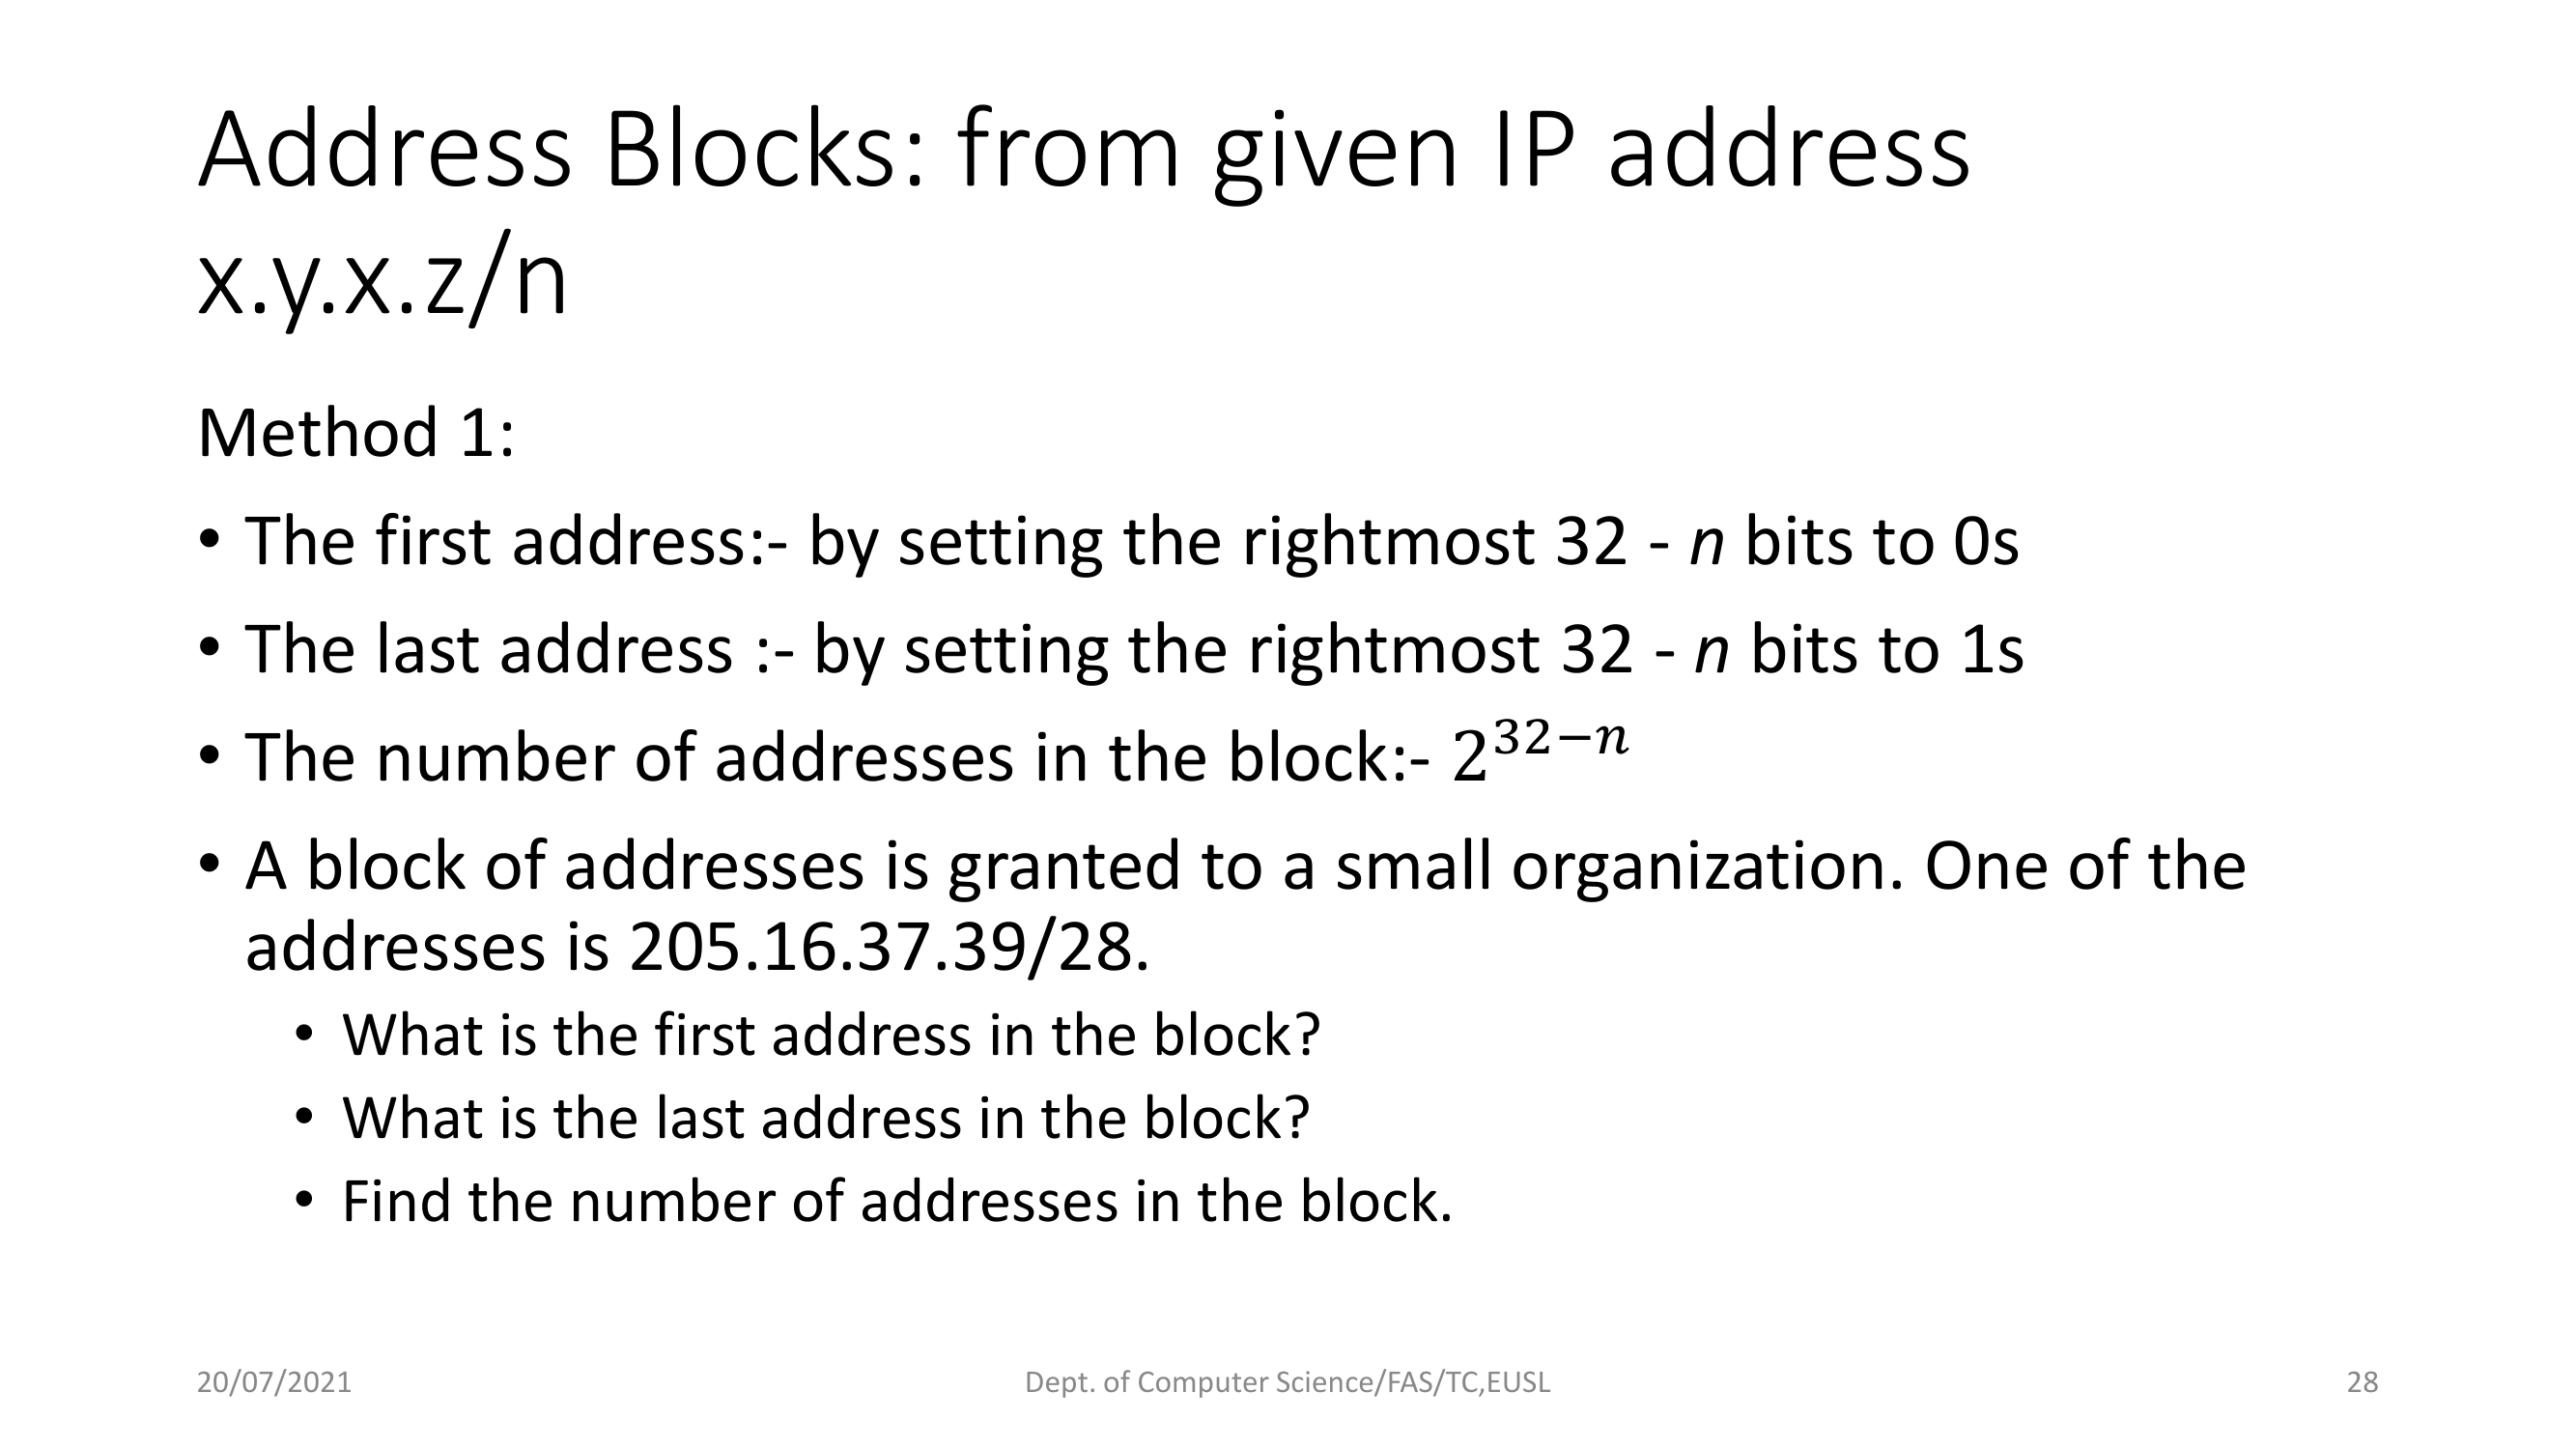 Address Blocks: from given IP address
x.y.x.z/n
Method 1:
• The first address:- by setting the rightmost 32 - n bits to 0s
• The last address :- by setting the rightmost 32 - n bits to 1s
• The number of addresses in the block:- 2^{32−n}
• A block of addresses is granted to a small organization. One of the
addresses is 205.16.37.39/28.
• What is the first address in the block?
• What is the last address in the block?
• Find the number of addresses in the block.
20/07/2021 Dept. of Computer Science/FAS/TC,EUSL 28